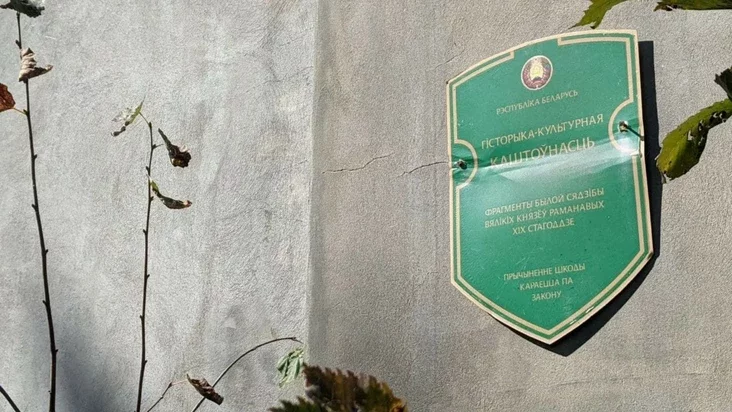 РЭСПУБЛІКА БЕЛАРУСЬ
ГІСТОРЫКА-КУЛЬТУРНАЯ
КАШТОЎНАСЦЬ
ФРАГМЕНТЫ БЫЛОЙ СЯДЗІБЫ
ВЯЛІКІХ КНЯЗЁЎ РАМАНАВЫХ
XIX СТАГОДДЗЕ
ПРЫЧЫНЕННЕ ШКОДЫ
КАРАЕЦЦА ПА
ЗАКОНУ